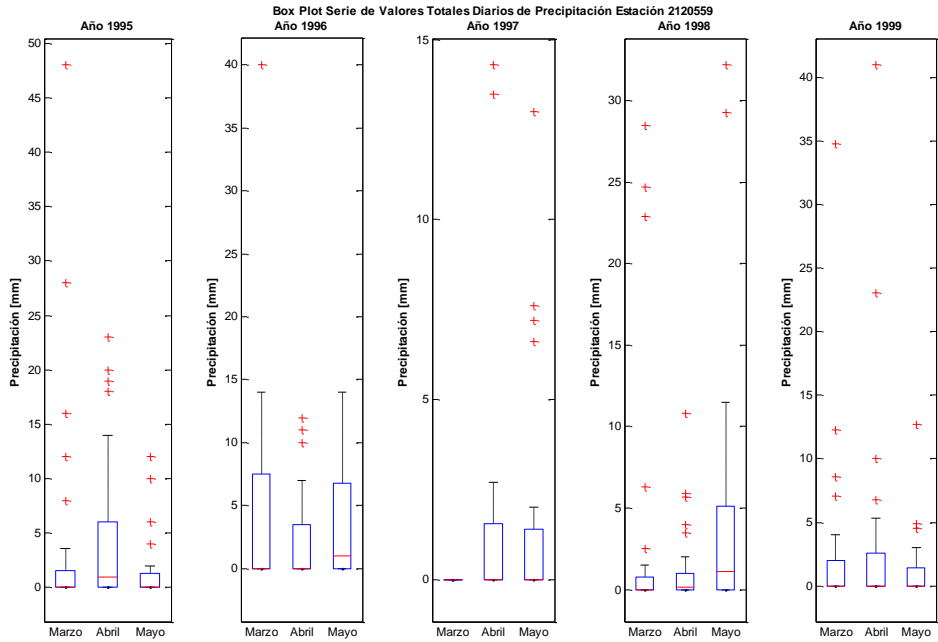 Box Plot Serie de Valores Totales Diarios de Precipitación Estación 2120559
Año 1995
Precipitación [mm]
50
45
40
35
30
25
20
15
10
5
0
Marzo Abril Mayo
Año 1996
Precipitación [mm]
40
35
30
25
20
15
10
5
0
Marzo Abril Mayo
Año 1997
Precipitación [mm]
15
10
5
0
Marzo Abril Mayo
Año 1998
Precipitación [mm]
30
25
20
15
10
5
0
Marzo Abril Mayo
Año 1999
Precipitación [mm]
40
35
30
25
20
15
10
5
0
Marzo Abril Mayo